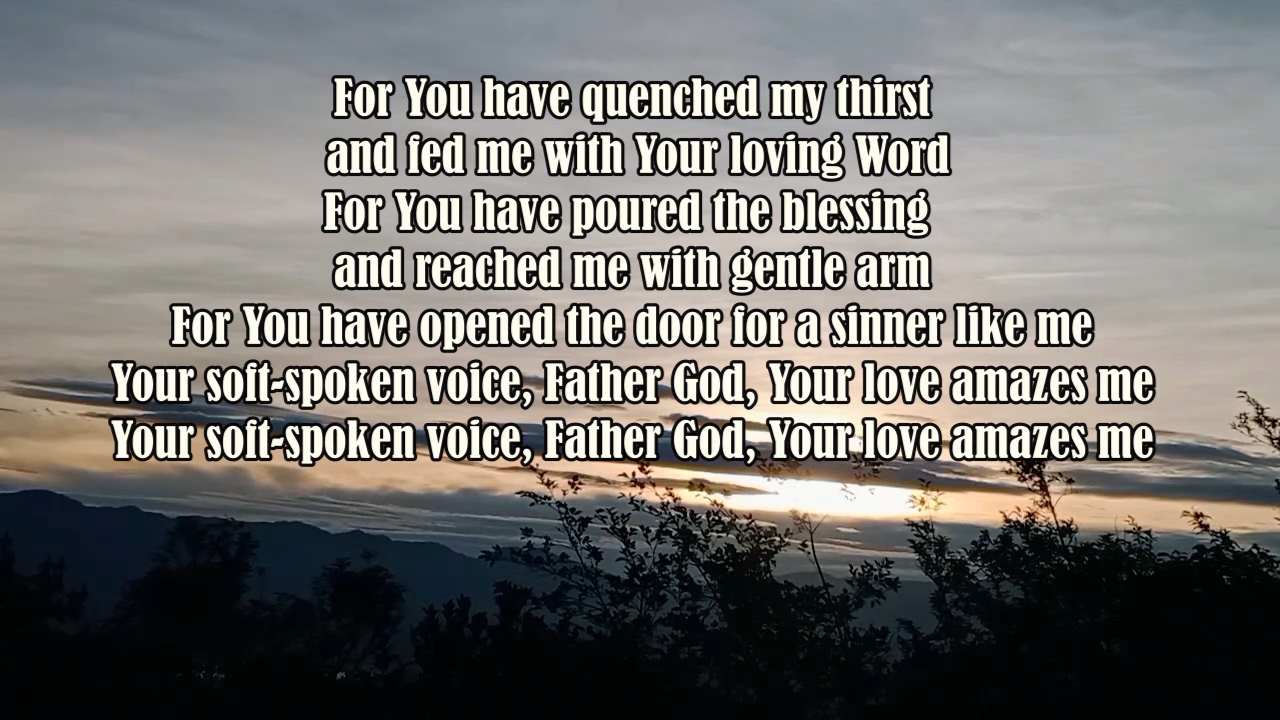 For You have quenched my thirst
and fed me with Your loving Word
For You have poured the blessing
and reached me with gentle arm
For You have opened the door for a sinner like me
Your soft-spoken voice, Father God, Your love amazes me
Your soft-spoken voice, Father God, Your love amazes me